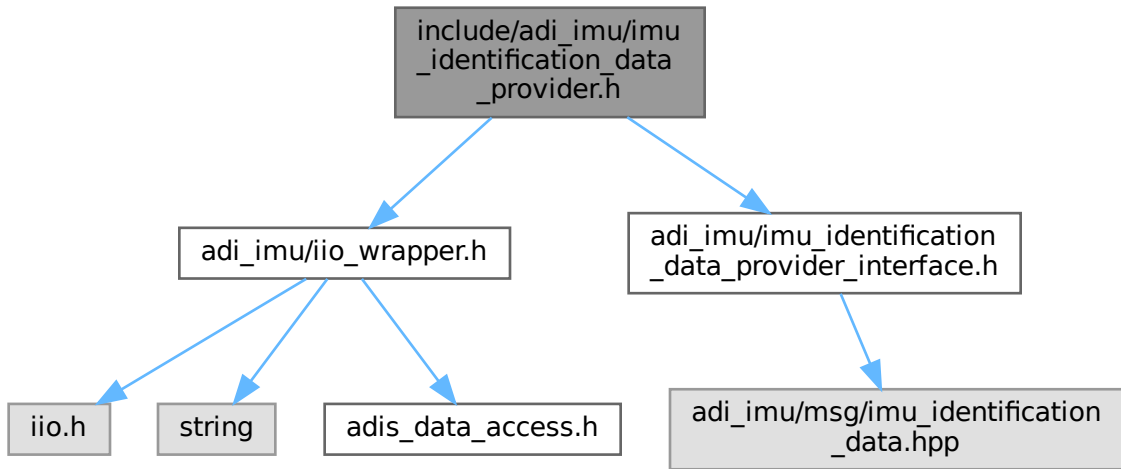 include/adi_imu/imu
_identification_data
_provider.h
adi_imu/iio_wrapper.h
adi_imu/imu_identification
_data_provider_interface.h
iio.h
string
adis_data_access.h
adi_imu/msg/imu_identification
_data.hpp